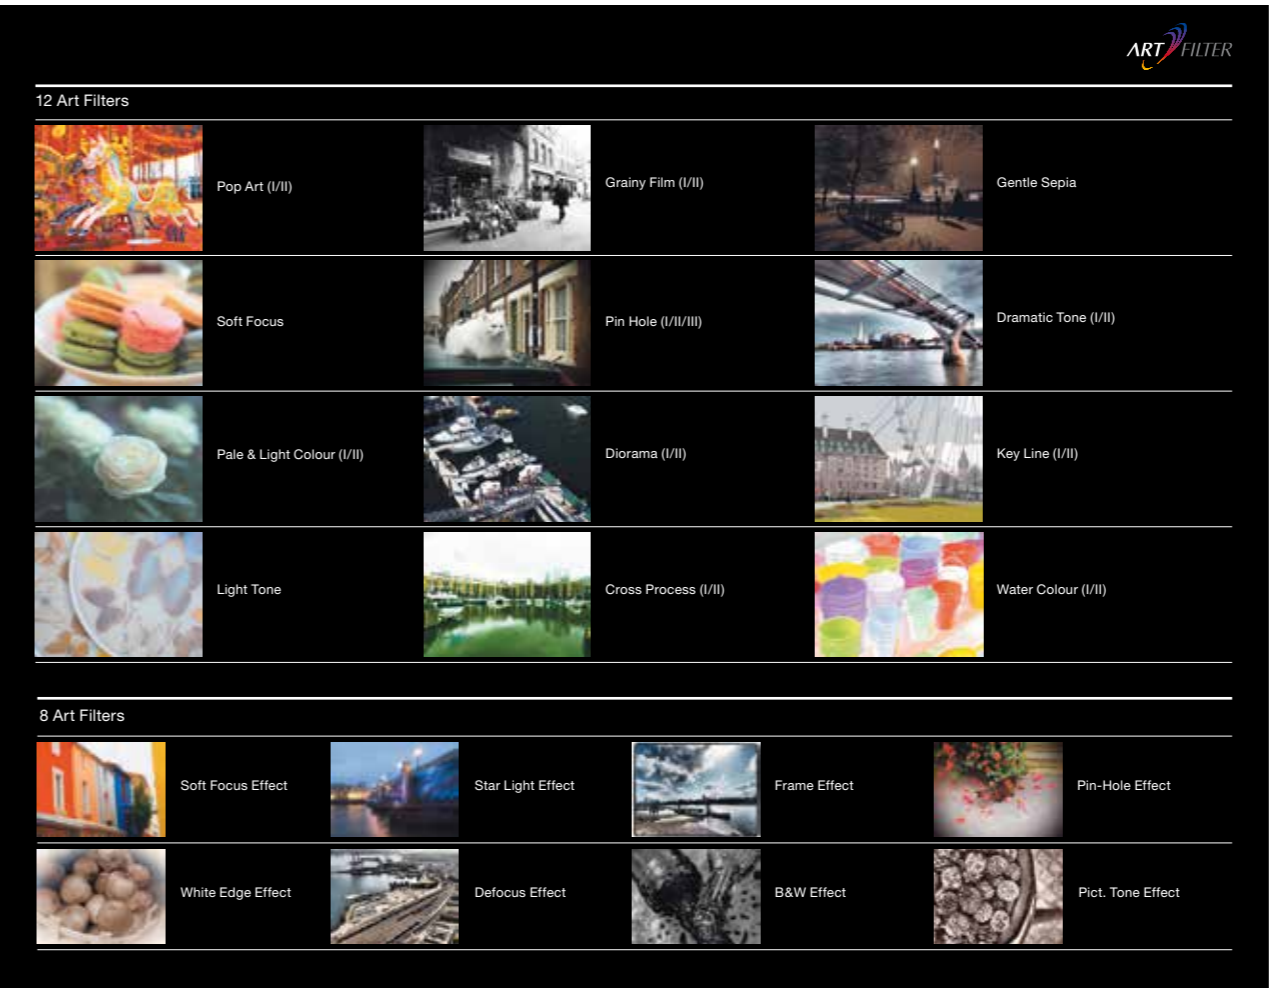 ART FILTER
12 Art Filters
Pop Art (I/II)
Grainy Film (I/II)
Gentle Sepia
Soft Focus
Pin Hole (I/II/III)
Dramatic Tone (I/II)
Pale & Light Colour (I/II)
Diorama (I/II)
Key Line (I/II)
Light Tone
Cross Process (I/II)
Water Colour (I/II)
8 Art Filters
Soft Focus Effect
Star Light Effect
Frame Effect
Pin-Hole Effect
White Edge Effect
Defocus Effect
B&W Effect
Pict. Tone Effect